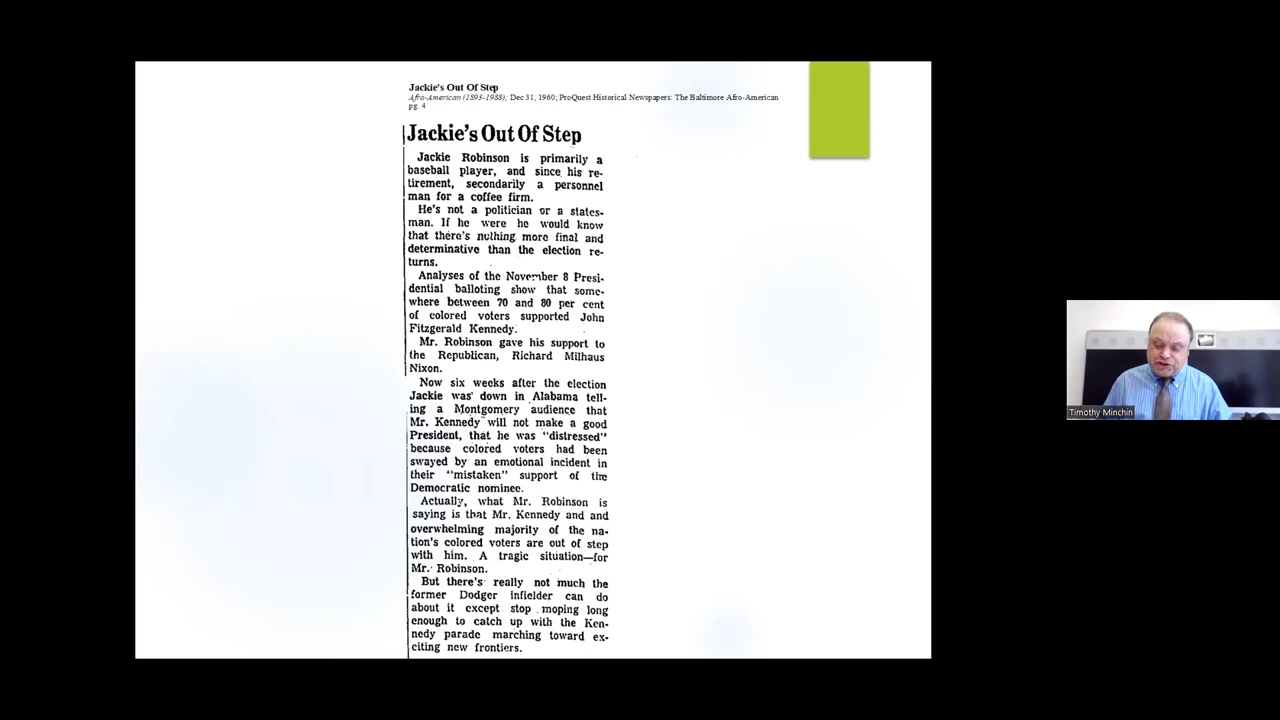 Jackie's Out Of Step
Afro-American (1893-1988); Dec 31, 1960; ProQuest Historical Newspapers: The Baltimore Afro-American
pg. 4
Jackie's Out Of Step
Jackie Robinson is primarily a
baseball player, and since his re-
tirement, secondarily a personnel
man for a coffee firm.
He's not a politician or a states-
man. If he were he would know
that there's nothing more final and
determinative than the election re-
turns.
Analyses of the November 8 Presi-
dential balloting show that some-
where between 70 and 80 per cent
of colored voters supported John
Fitzgerald Kennedy.
Mr. Robinson gave his support to
the Republican, Richard Milhaus
Nixon.
Now six weeks after the election
Jackie was down in Alabama tell-
ing a Montgomery audience that
Mr. Kennedy will not make a good
President, that he was "distressed"
because colored voters had been
swayed by an emotional incident in
their "mistaken" support of the
Democratic nominee.
Actually, what Mr. Robinson is
saying is that Mr. Kennedy and and
overwhelming majority of the na-
tion's colored voters are out of step
with him. A tragic situation—for
Mr. Robinson.
But there's really not much the
former Dodger infielder can do
about it except stop moping long
enough to catch up with the Ken-
nedy parade marching toward ex-
citing new frontiers.
Timothy Minchin